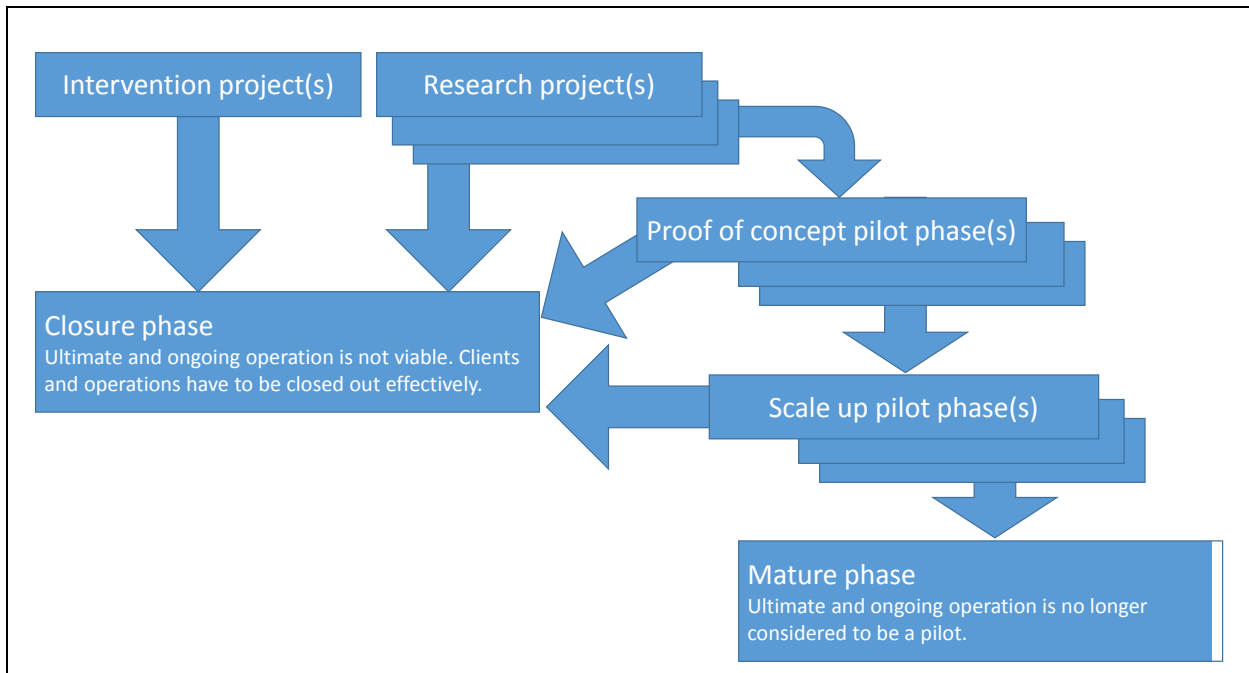 Intervention project(s)
Research project(s)
Proof of concept pilot phase(s)
Closure phase
Ultimate and ongoing operation is not viable. Clients
and operations have to be closed out effectively.
Scale up pilot phase(s)
Mature phase
Ultimate and ongoing operation is no longer
considered to be a pilot.